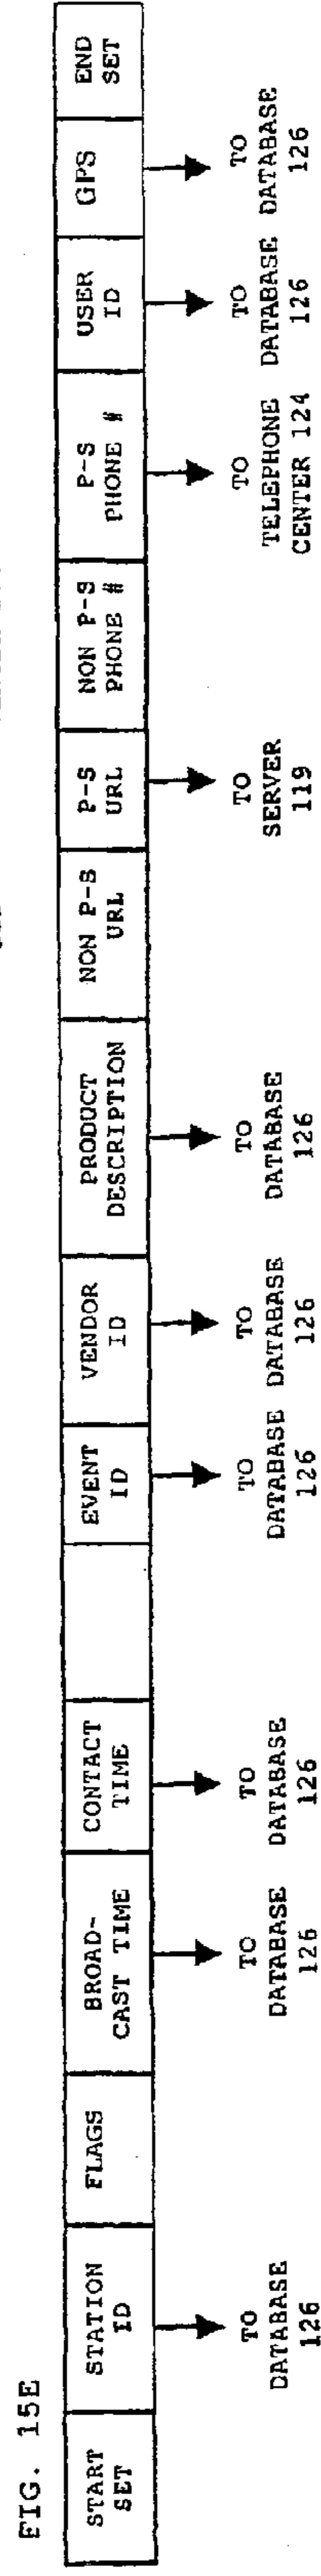 FIG. 15E
START
SET
STATION
ID
FLAGS
BROAD-
CAST TIME
CONTACT
TIME
EVENT
ID
VENDOR
ID
PRODUCT
DESCRIPTION
NON P-S
URL
P-S
URL
NON P-S
PHONE #
P-S
PHONE #
USER
ID
GPS
END
SET
TO
DATABASE
126
TO
DATABASE
126
TO
DATABASE
126
TO
DATABASE
126
TO
DATABASE
126
TO
DATABASE
126
TO
SERVER
119
TO
TELEPHONE
CENTER 124
TO
DATABASE
126
TO
DATABASE
126